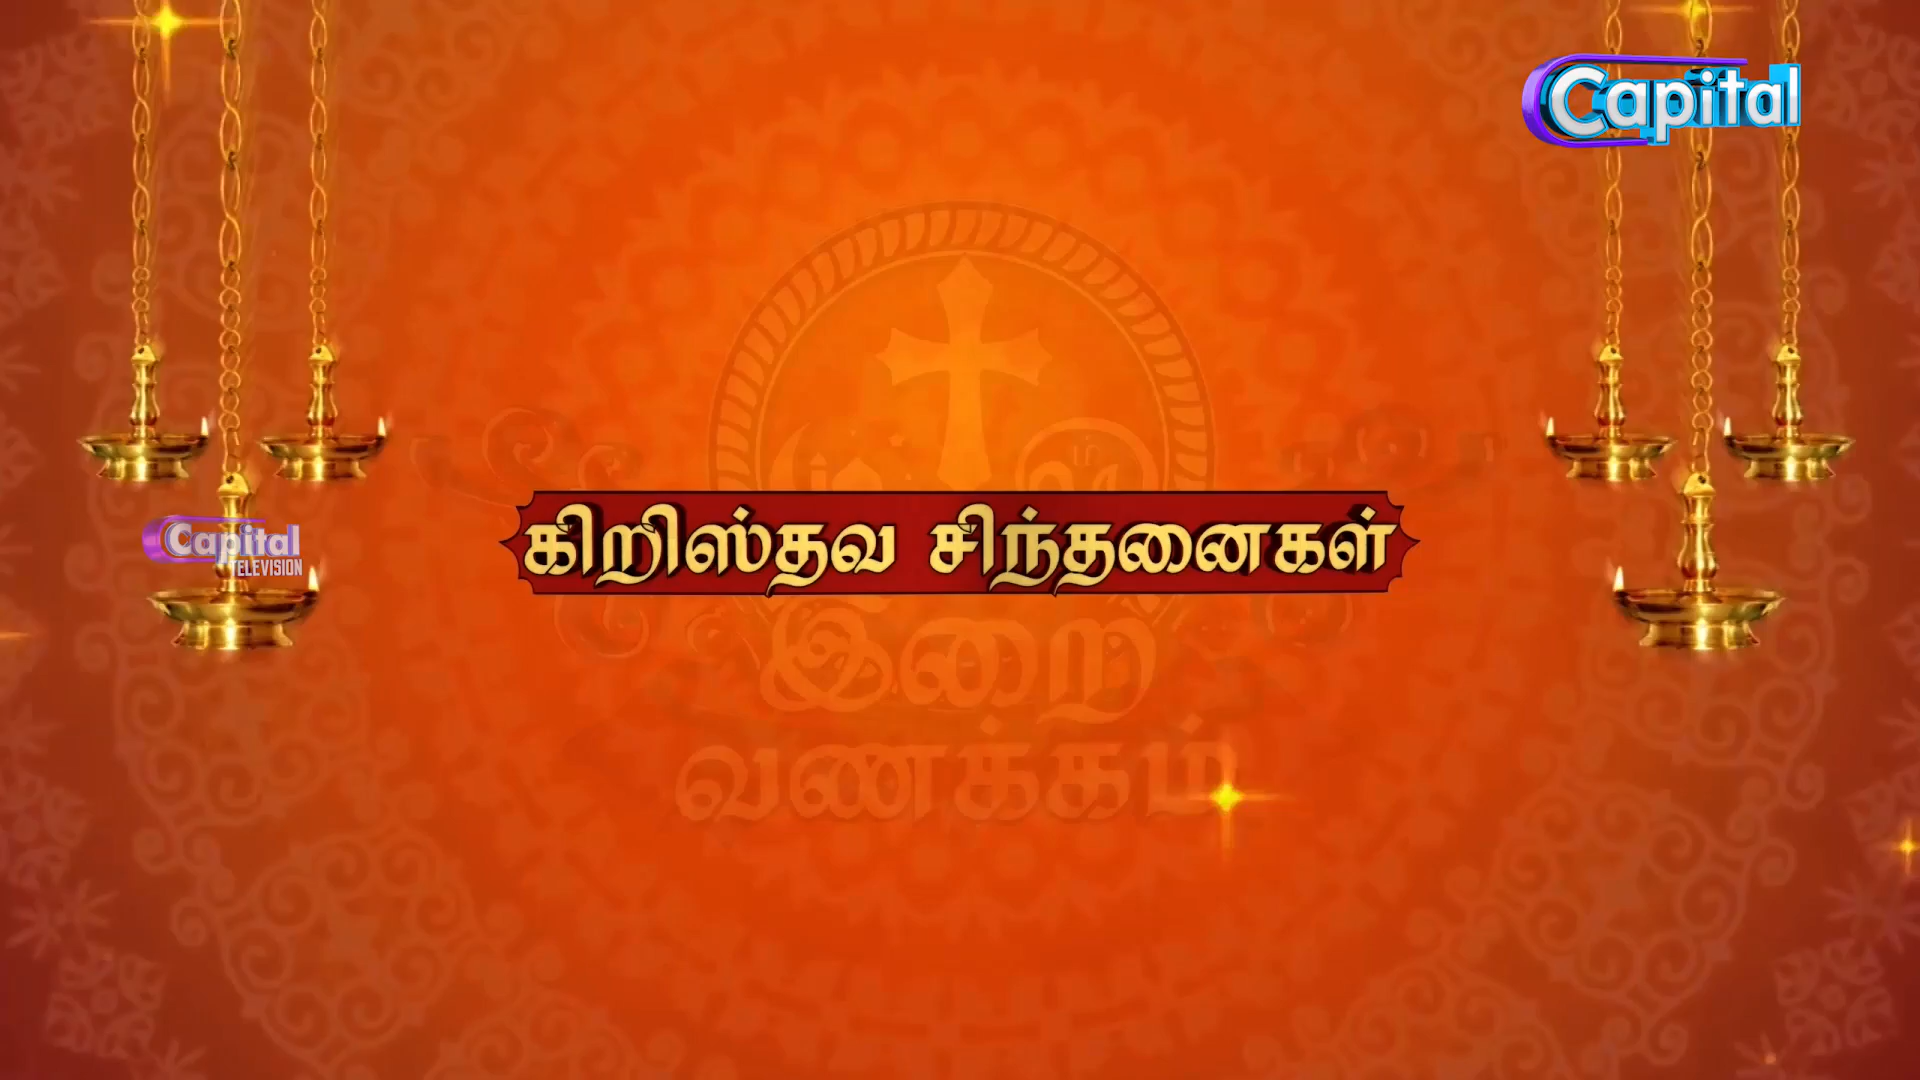 Capital
கிறிஸ்தவ சிந்தனைகள்
Capital
TELEVISION
இறை
வணக்கம்